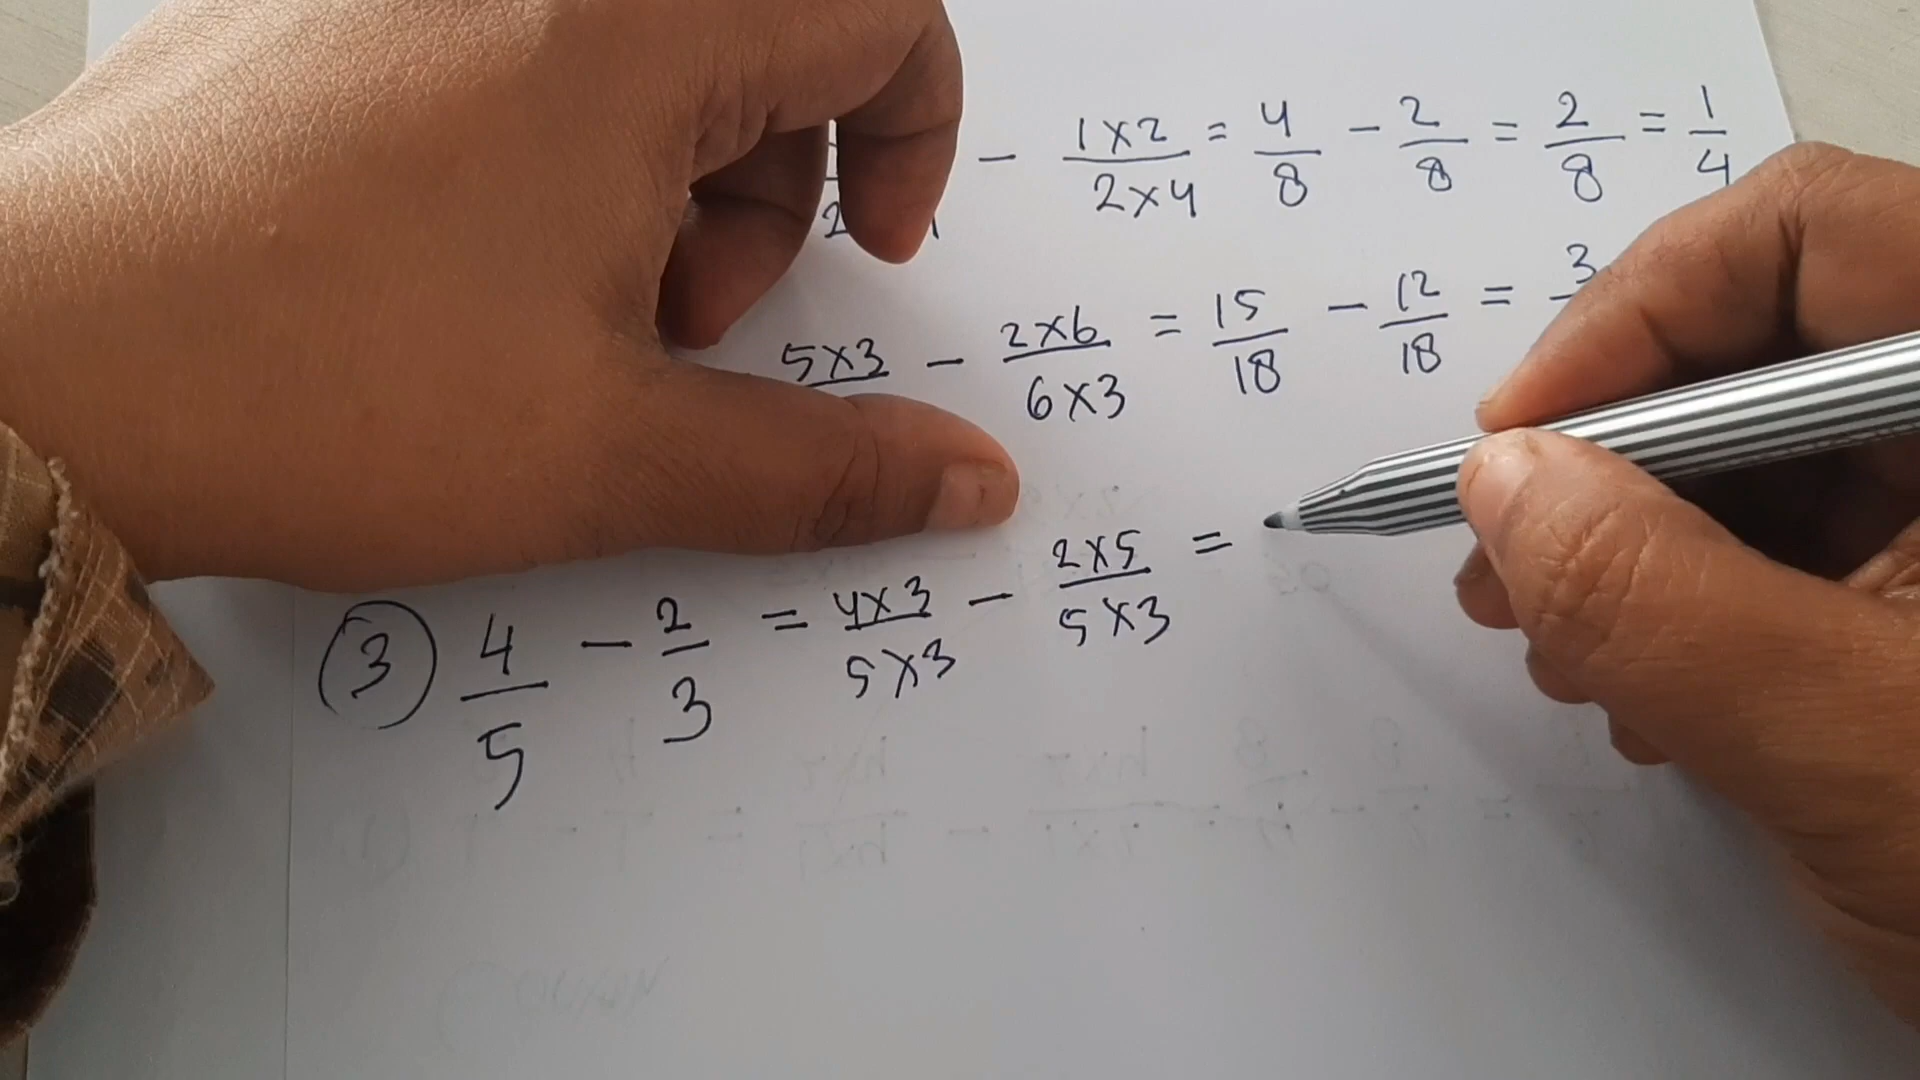 - 1x2/2x4 = 4/8 - 2/8 = 2/8 = 1/4
5x3 - 2x6/6x3 = 15/18 - 12/18 = 3
3 4/5 - 2/3 = 4x3/5x3 - 2x5/5x3 =